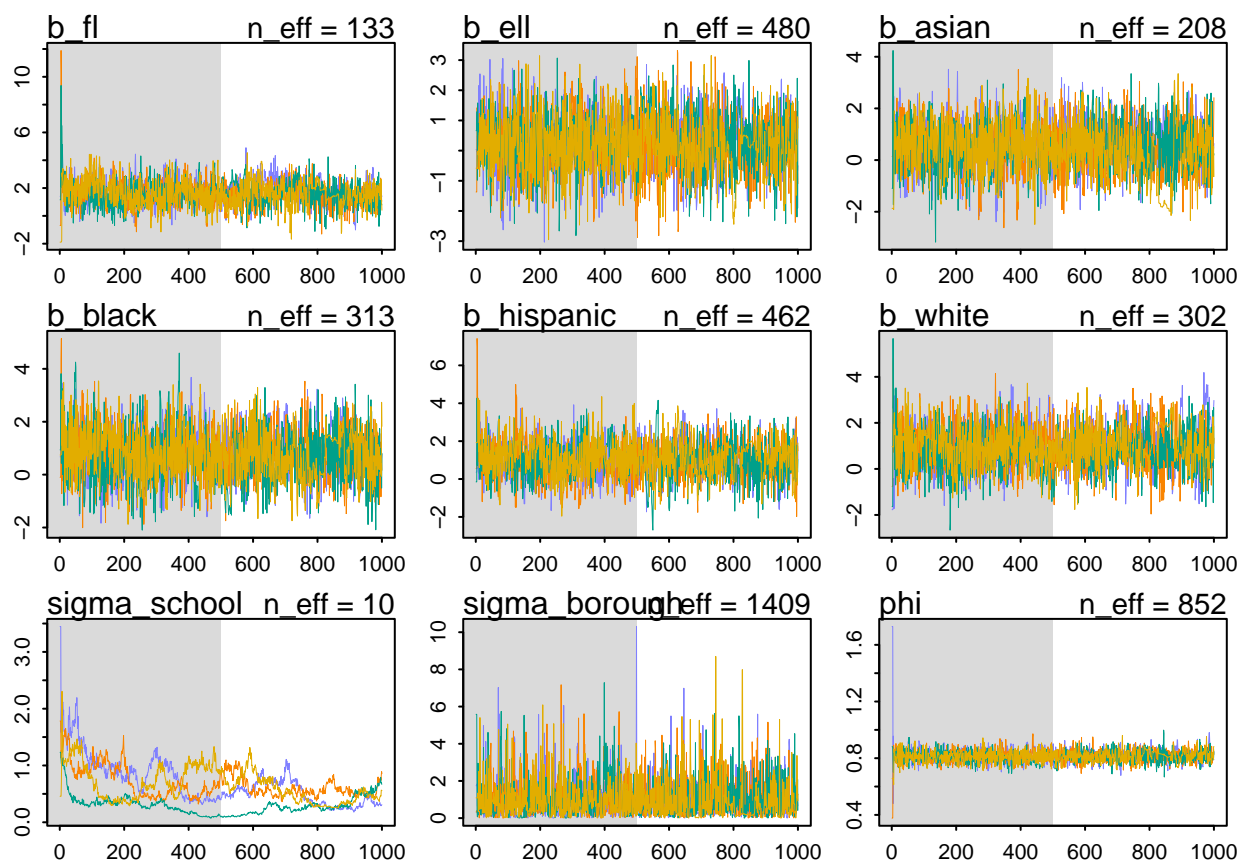 b_fl n_eff = 133 b_ell n_eff = 480 b_asian n_eff = 208
10 3 4
6 2
1 2
2 −1 0
−2 −3 −2
0 200 400 600 800 1000 0 200 400 600 800 1000 0 200 400 600 800 1000
b_black n_eff = 313 b_hispanic n_eff = 462 b_white n_eff = 302
4 6 4
2 4 2
0 2 0
−2 0 −2
−2
0 200 400 600 800 1000 0 200 400 600 800 1000 0 200 400 600 800 1000
sigma_school n_eff = 10 sigma_borough n_eff = 1409 phi n_eff = 852
3.0 10 1.6
8
2.0 6 1.2
1.0 4 0.8
2
0.0 0 0.4
0 200 400 600 800 1000 0 200 400 600 800 1000 0 200 400 600 800 1000